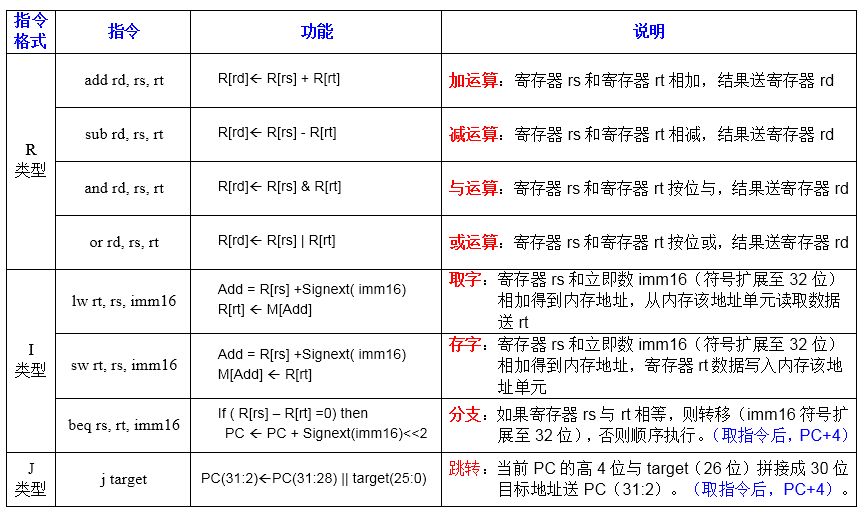 指令
格式
指令
功能
说明
R
类型
add rd, rs, rt
R[rd]← R[rs] + R[rt]
加运算：寄存器 rs 和寄存器 rt 相加，结果送寄存器 rd
sub rd, rs, rt
R[rd]← R[rs] - R[rt]
减运算：寄存器 rs 和寄存器 rt 相减，结果送寄存器 rd
and rd, rs, rt
R[rd]← R[rs] & R[rt]
与运算：寄存器 rs 和寄存器 rt 按位与，结果送寄存器 rd
or rd, rs, rt
R[rd]← R[rs] | R[rt]
或运算：寄存器 rs 和寄存器 rt 按位或，结果送寄存器 rd
I
类型
lw rt, rs, imm16
Add = R[rs] +Signext( imm16)
R[rt] ← M[Add]
取字：寄存器 rs 和立即数 imm16（符号扩展至 32 位）
相加得到内存地址，从内存该地址单元读取数据
送 rt
sw rt, rs, imm16
Add = R[rs] +Signext( imm16)
M[Add] ← R[rt]
存字：寄存器 rs 和立即数 imm16（符号扩展至 32 位）
相加得到内存地址，寄存器 rt 数据写入内存该地
址单元
beq rs, rt, imm16
If ( R[rs] – R[rt] =0) then
PC ← PC + Signext(imm16)<<2
分支：如果寄存器 rs 与 rt 相等，则转移（imm16 符号扩
展至 32 位），否则顺序执行。（取指令后，PC+4）
J
类型
j target
PC(31:2)←PC(31:28) || target(25:0)
跳转：当前 PC 的高 4 位与 target（26 位）拼接成 30 位
目标地址送 PC（31:2）。（取指令后，PC+4）。